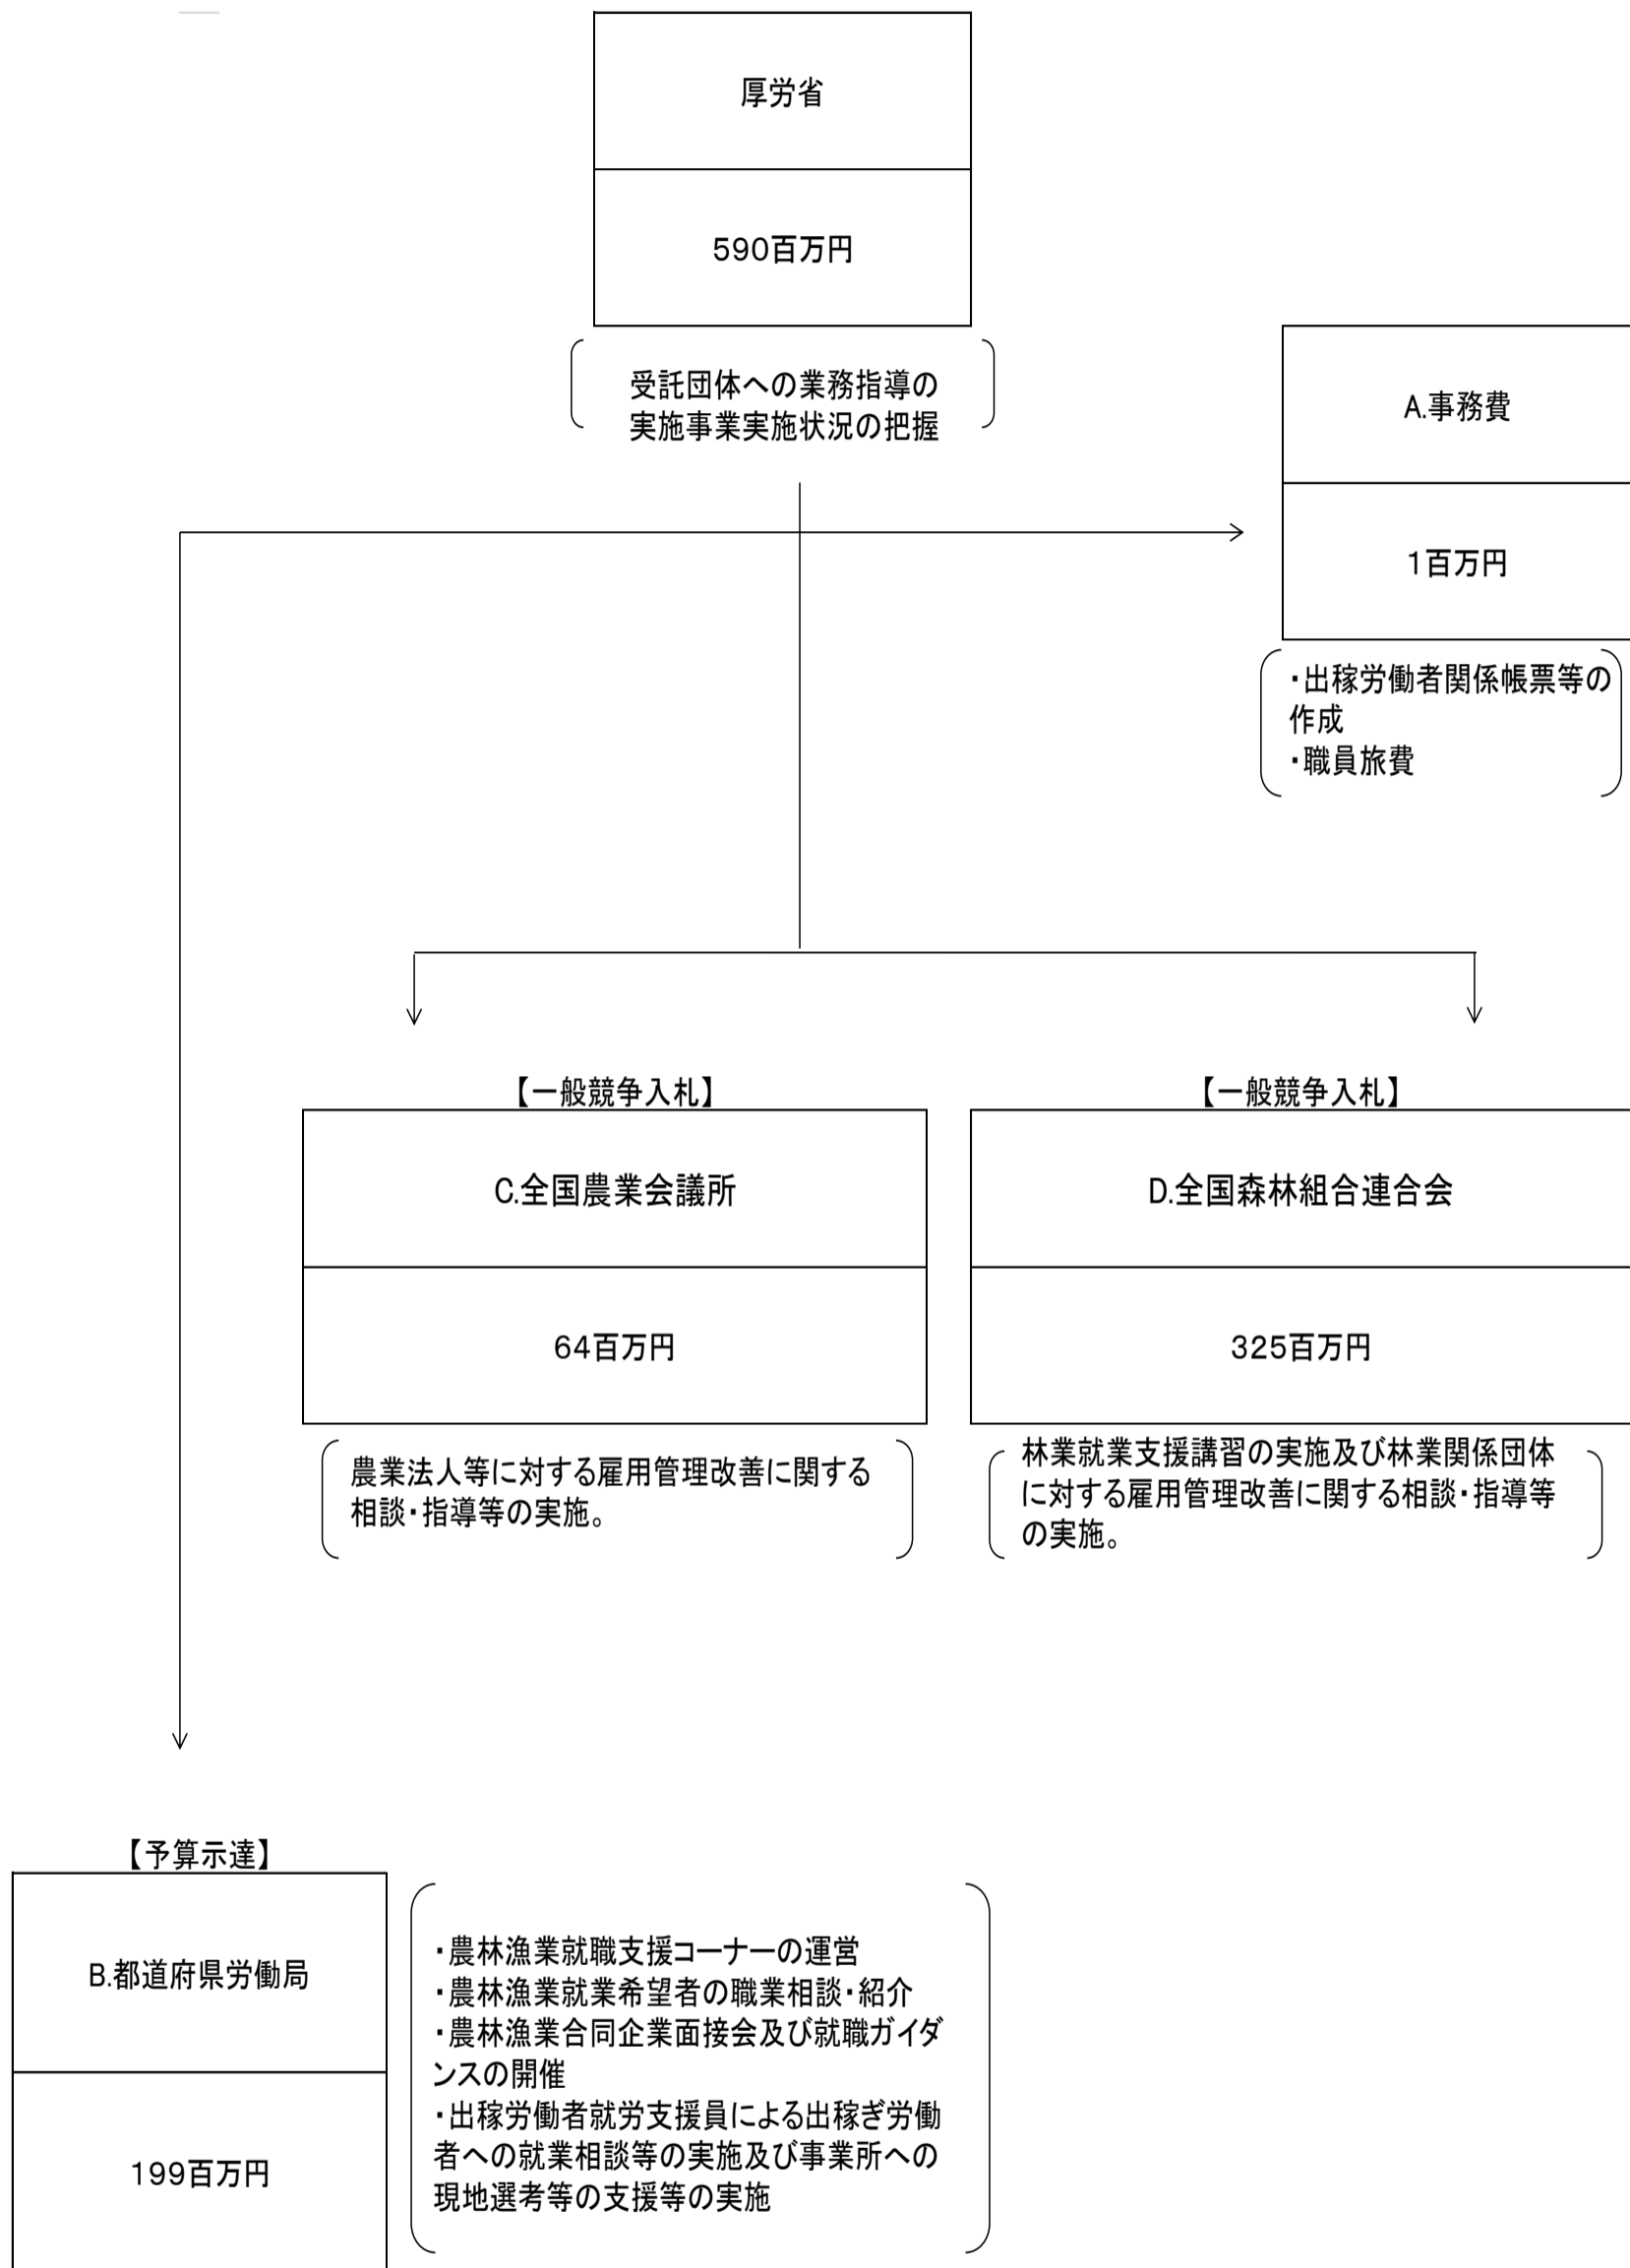 厚労省
590百万円
受託団体への業務指導の
実施事業実施状況の把握
A.事務費
1百万円
・出稼労働者関係帳票等の
作成
・職員旅費
【一般競争入札】
C.全国農業会議所
64百万円
農業法人等に対する雇用管理改善に関する
相談・指導等の実施。
【一般競争入札】
D.全国森林組合連合会
325百万円
林業就業支援講習の実施及び林業関係団体
に対する雇用管理改善に関する相談・指導等
の実施。
【予算示達】
B.都道府県労働局
199百万円
・農林漁業就職支援コーナーの運営
・農林漁業就業希望者の職業相談・紹介
・農林漁業合同企業面接会及び就職ガイダ
ンスの開催
・出稼労働者就労支援員による出稼ぎ労働
者への就業相談等の実施及び事業所への
現地選考等の支援等の実施